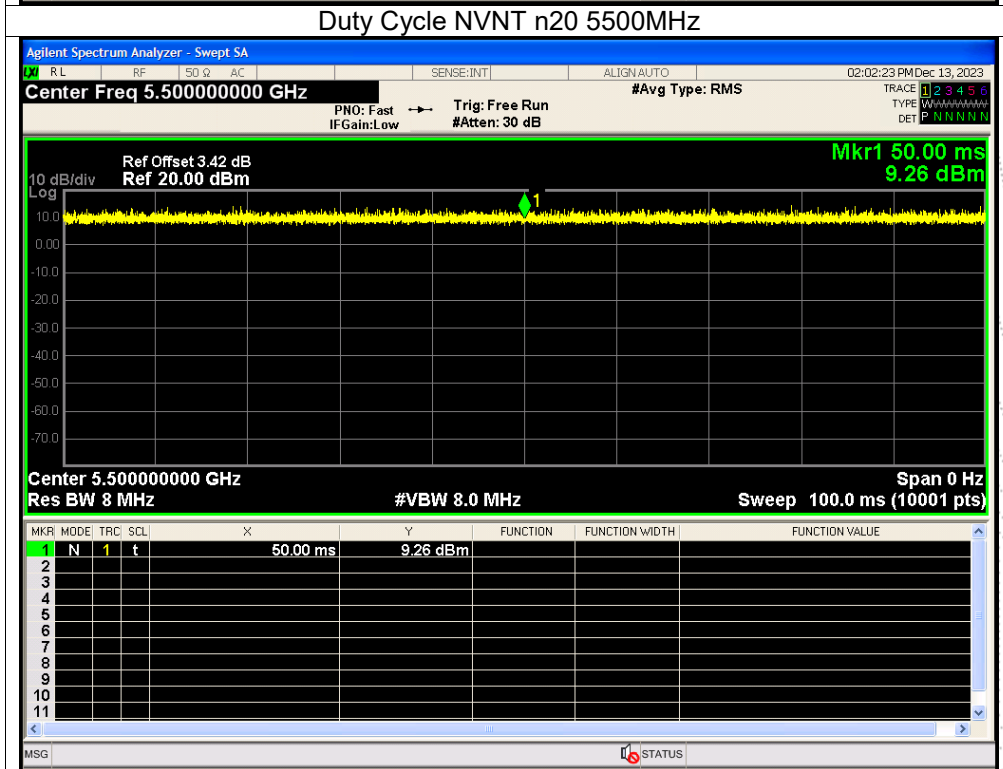 Duty Cycle NVNT n20 5500MHz
Agilent Spectrum Analyzer - Swept SA
LXI RL RF 50 Ω AC SENSE:INT ALIGN AUTO 02:02:23 PM Dec 13, 2023
Center Freq 5.500000000 GHz #Avg Type: RMS TRACE 1 2 3 4 5 6
PNO: Fast Trig: Free Run TYPE WWWWWW
IFGain:Low #Atten: 30 dB DET P N N N N N
Mkr1 50.00 ms
Ref Offset 3.42 dB
10 dB/div Ref 20.00 dBm 9.26 dBm
Log
1
10.0
0.00
-10.0
-20.0
-30.0
-40.0
-50.0
-60.0
-70.0
Center 5.500000000 GHz Span 0 Hz
Res BW 8 MHz #VBW 8.0 MHz Sweep 100.0 ms (10001 pts)
MKR MODE TRC SCL X Y FUNCTION FUNCTION WIDTH FUNCTION VALUE
1 N 1 t 50.00 ms 9.26 dBm
2
3
4
5
6
7
8
9
10
11
MSG STATUS